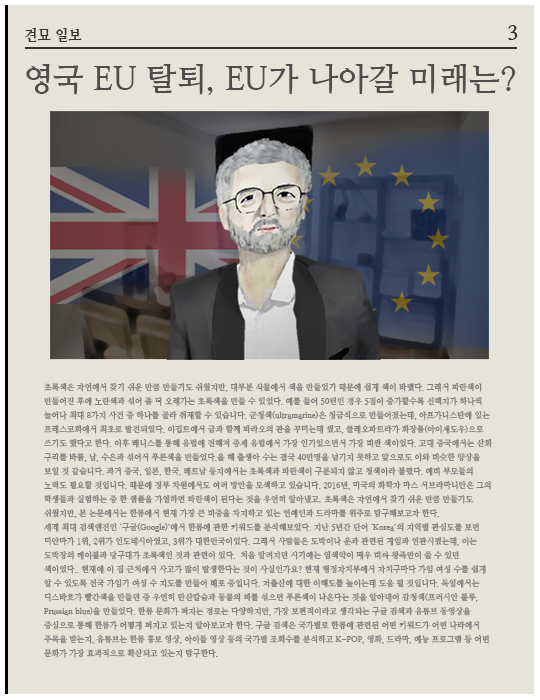 견묘 일보
3
영국 EU 탈퇴, EU가 나아갈 미래는?
초록색은 자연에서 찾기 쉬운 만큼 만들기도 쉬웠지만, 대부분 식물에서 색을 만들었기 때문에 쉽게 색이 바랬다. 그래서 파란색이
만들어진 후에 노란색과 섞어 좀 더 오래가는 초록색을 만들 수 있었다. 예를 들어 50년인 경우 5점이 증가할수록 선택지가 하나씩
늘어나 최대 8가지 사건 중 하나를 골라 취재할 수 있습니다. 군청색(ultramarine)은 청금석으로 만들어졌는데, 아프가니스탄에 있는
프레스코화에서 최초로 발견되었다. 이집트에서 금과 함께 파라오의 관을 꾸미는데 썼고, 클레오파트라가 화장품(아이섀도우)으로
쓰기도 했다고 한다. 이후 페니스를 통해 유럽에 전해져 중세 유럽에서 가장 인기있으면서 가장 비싼 색이었다. 고대 중국에서는 산화
구리를 바륨, 납, 수은과 섞어서 푸른색을 만들었다.올 해 출생아 수는 결국 40만명을 넘기지 못하고 앞으로도 이와 비슷한 양상을
보일 것 같습니다. 과거 중국, 일본, 한국, 베트남 등지에서는 초록색과 파란색이 구분되지 않고 청색이라 불렸다. 예비 부모들의
노력도 필요할 것입니다. 때문에 정부 차원에서도 여러 방안을 모색하고 있습니다. 2016년, 미국의 화학자 마스 서브라마니안은 그의
학생들과 실험하는 중 한 샘플을 가열하면 파란색이 된다는 것을 우연히 알아냈고. 초록색은 자연에서 찾기 쉬운 만큼 만들기도
쉬웠지만, 본 논문에서는 한류에서 현재 가장 큰 비중을 차지하고 있는 연예인과 드라마를 위주로 탐구해보고자 한다.
세계 최대 검색엔진인 '구글(Google)'에서 한류에 관한 키워드를 분석해보았다. 지난 5년간 단어 'Korea'의 지역별 관심도를 보면
미얀마가 1위, 2위가 인도네시아였고, 3위가 대한민국이었다. 그래서 사람들은 도박이나 운과 관련된 게임과 연관시켰는데, 이는
도박장의 테이블과 당구대가 초록색인 것과 관련이 있다. 처음 알려지던 시기에는 염색약이 매우 비싸 왕족만이 쓸 수 있던
색이었다.. 현재에 이 집 근처에서 사고가 많이 발생한다는 것이 사실인가요? 현재 행정자치부에서 자치구마다 가임 여성 수를 쉽게
알 수 있도록 전국 가임기 여성 수 지도를 만들어 배포 중입니다. 저출산에 대한 이해도를 높이는데 도움 될 것입니다. 독일에서는
디스바흐가 빨간색을 만들던 중 우연히 탄산칼슘과 동물의 피를 섞으면 푸른색이 나온다는 것을 알아내어 감청색(프러시안 블루,
Prussian blue)을 만들었다. 한류 문화가 퍼지는 경로는 다양하지만, 가장 보편적이라고 생각되는 구글 검색과 유튜브 동영상을
중심으로 통해 한류가 어떻게 퍼지고 있는지 알아보고자 한다. 구글 검색은 국가별로 한류에 관련된 어떤 키워드가 어떤 나라에서
주목을 받는지, 유튜브는 한류 홍보 영상, 아이돌 영상 등의 국가별 조회수를 분석하고 K-POP, 영화, 드라마, 예능 프로그램 등 어떤
문화가 가장 효과적으로 확산되고 있는지 탐구한다.